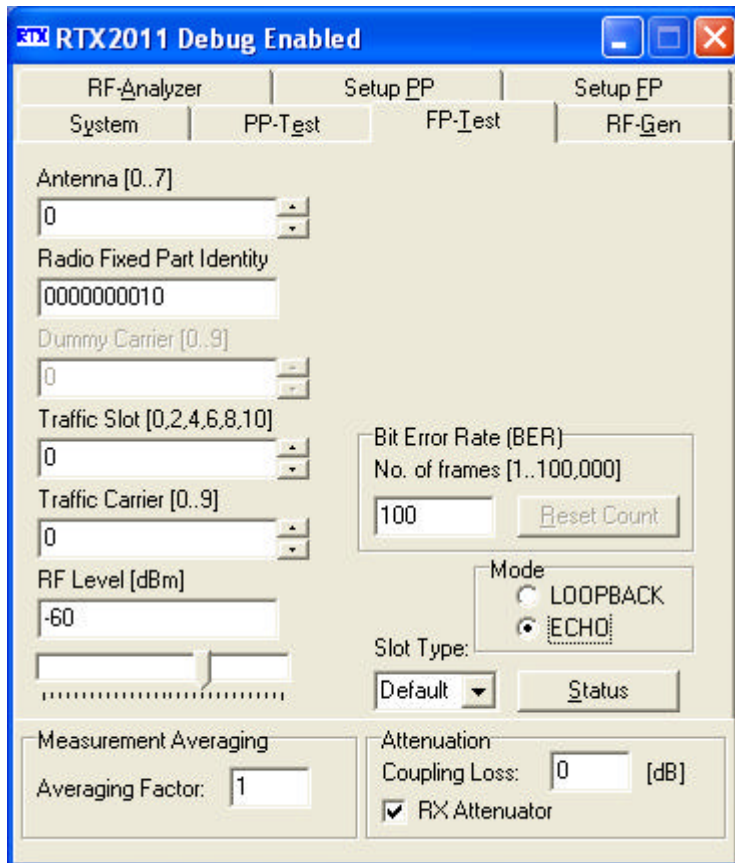 RTX RTX2011 Debug Enabled
RF-Analyzer Setup PP Setup FP
System PP-Test FP-Test RF-Gen
Antenna [0..7]
0
Radio Fixed Part Identity
0000000010
Dummy Carrier [0..9]
0
Traffic Slot [0,2,4,6,8,10]
0
Traffic Carrier [0..9]
0
RF Level [dBm]
-60
Bit Error Rate (BER)
No. of frames [1..100,000]
100 Reset Count
Mode
LOOPBACK
ECHO
Slot Type:
Default Status
Measurement Averaging
Averaging Factor: 1
Attenuation
Coupling Loss: 0 [dB]
RX Attenuator